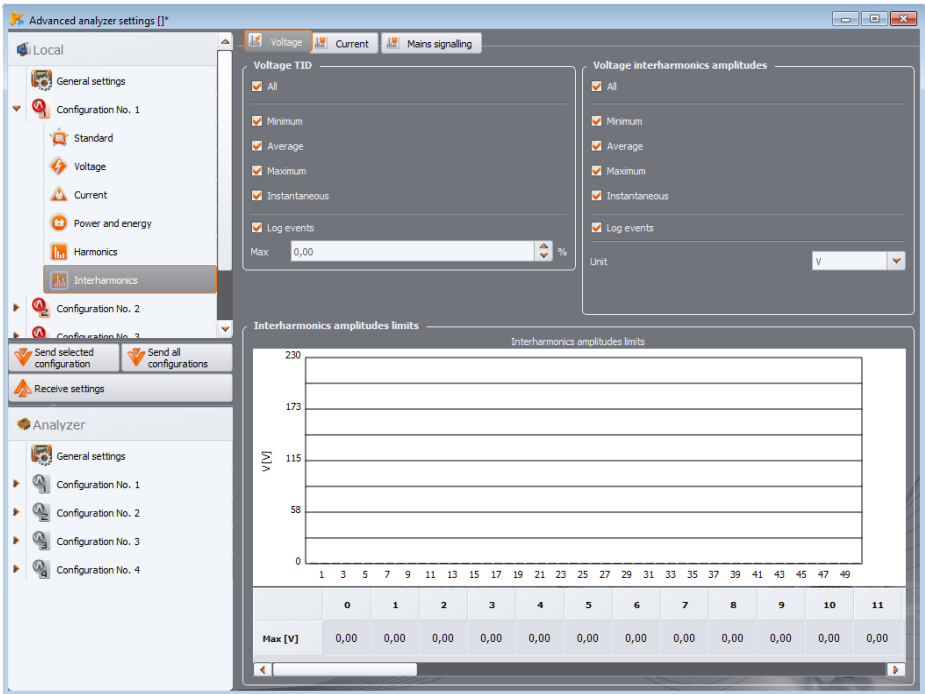 Advanced analyzer settings []*
Local
General settings
Configuration No. 1
Standard
Voltage
Current
Power and energy
Harmonics
Interharmonics
Configuration No. 2
Configuration No. 3
Send selected configuration
Send all configurations
Receive settings
Analyzer
General settings
Configuration No. 1
Configuration No. 2
Configuration No. 3
Configuration No. 4
Voltage Current Mains signalling
Voltage TID
All
Minimum
Average
Maximum
Instantaneous
Log events
Max 0,00 %
Voltage interharmonics amplitudes
All
Minimum
Average
Maximum
Instantaneous
Log events
Unit V
Interharmonics amplitudes limits
Interharmonics amplitudes limits
230
173
115
58
0
V [V]
1 3 5 7 9 11 13 15 17 19 21 23 25 27 29 31 33 35 37 39 41 43 45 47 49
0 1 2 3 4 5 6 7 8 9 10 11
Max [V] 0,00 0,00 0,00 0,00 0,00 0,00 0,00 0,00 0,00 0,00 0,00 0,00